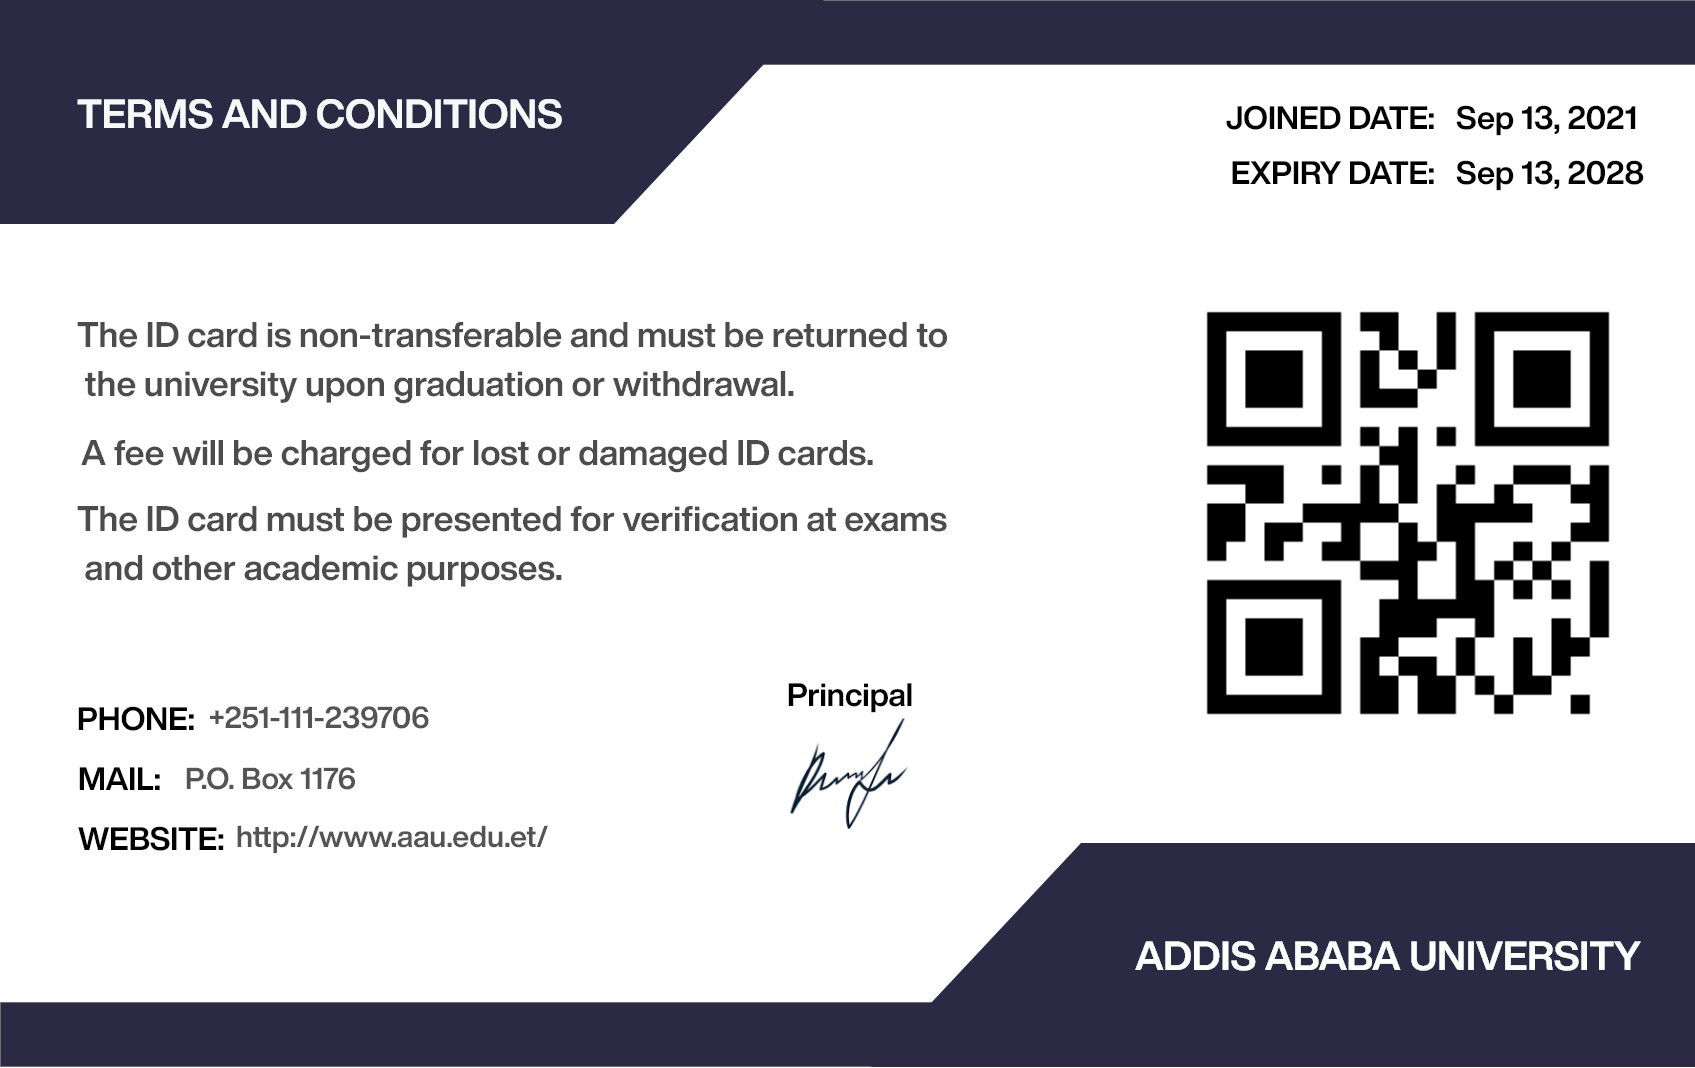 TERMS AND CONDITIONS
JOINED DATE: Sep 13, 2021
EXPIRY DATE: Sep 13, 2028
The ID card is non-transferable and must be returned to
the university upon graduation or withdrawal.
A fee will be charged for lost or damaged ID cards.
The ID card must be presented for verification at exams
and other academic purposes.
PHONE: +251-111-239706
MAIL: P.O. Box 1176
WEBSITE: http://www.aau.edu.et/
Principal
ADDIS ABABA UNIVERSITY